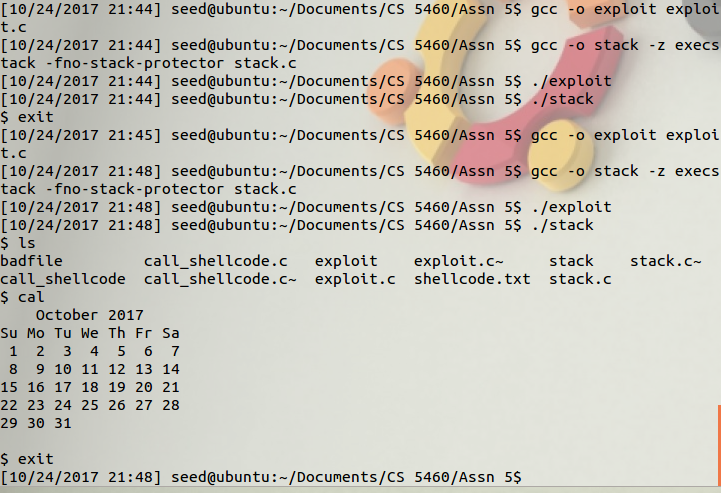 [10/24/2017 21:44] seed@ubuntu:~/Documents/CS 5460/Assn 5$ gcc -o exploit exploi
t.c
[10/24/2017 21:44] seed@ubuntu:~/Documents/CS 5460/Assn 5$ gcc -o stack -z execs
tack -fno-stack-protector stack.c
[10/24/2017 21:44] seed@ubuntu:~/Documents/CS 5460/Assn 5$ ./exploit
[10/24/2017 21:44] seed@ubuntu:~/Documents/CS 5460/Assn 5$ ./stack
$ exit
[10/24/2017 21:45] seed@ubuntu:~/Documents/CS 5460/Assn 5$ gcc -o exploit exploi
t.c
[10/24/2017 21:48] seed@ubuntu:~/Documents/CS 5460/Assn 5$ gcc -o stack -z execs
tack -fno-stack-protector stack.c
[10/24/2017 21:48] seed@ubuntu:~/Documents/CS 5460/Assn 5$ ./exploit
[10/24/2017 21:48] seed@ubuntu:~/Documents/CS 5460/Assn 5$ ./stack
$ ls
badfile         call_shellcode.c   exploit    exploit.c~     stack    stack.c~
call_shellcode  call_shellcode.c~  exploit.c  shellcode.txt  stack.c
$ cal
    October 2017
Su Mo Tu We Th Fr Sa
 1  2  3  4  5  6  7
 8  9 10 11 12 13 14
15 16 17 18 19 20 21
22 23 24 25 26 27 28
29 30 31
$ exit
[10/24/2017 21:48] seed@ubuntu:~/Documents/CS 5460/Assn 5$